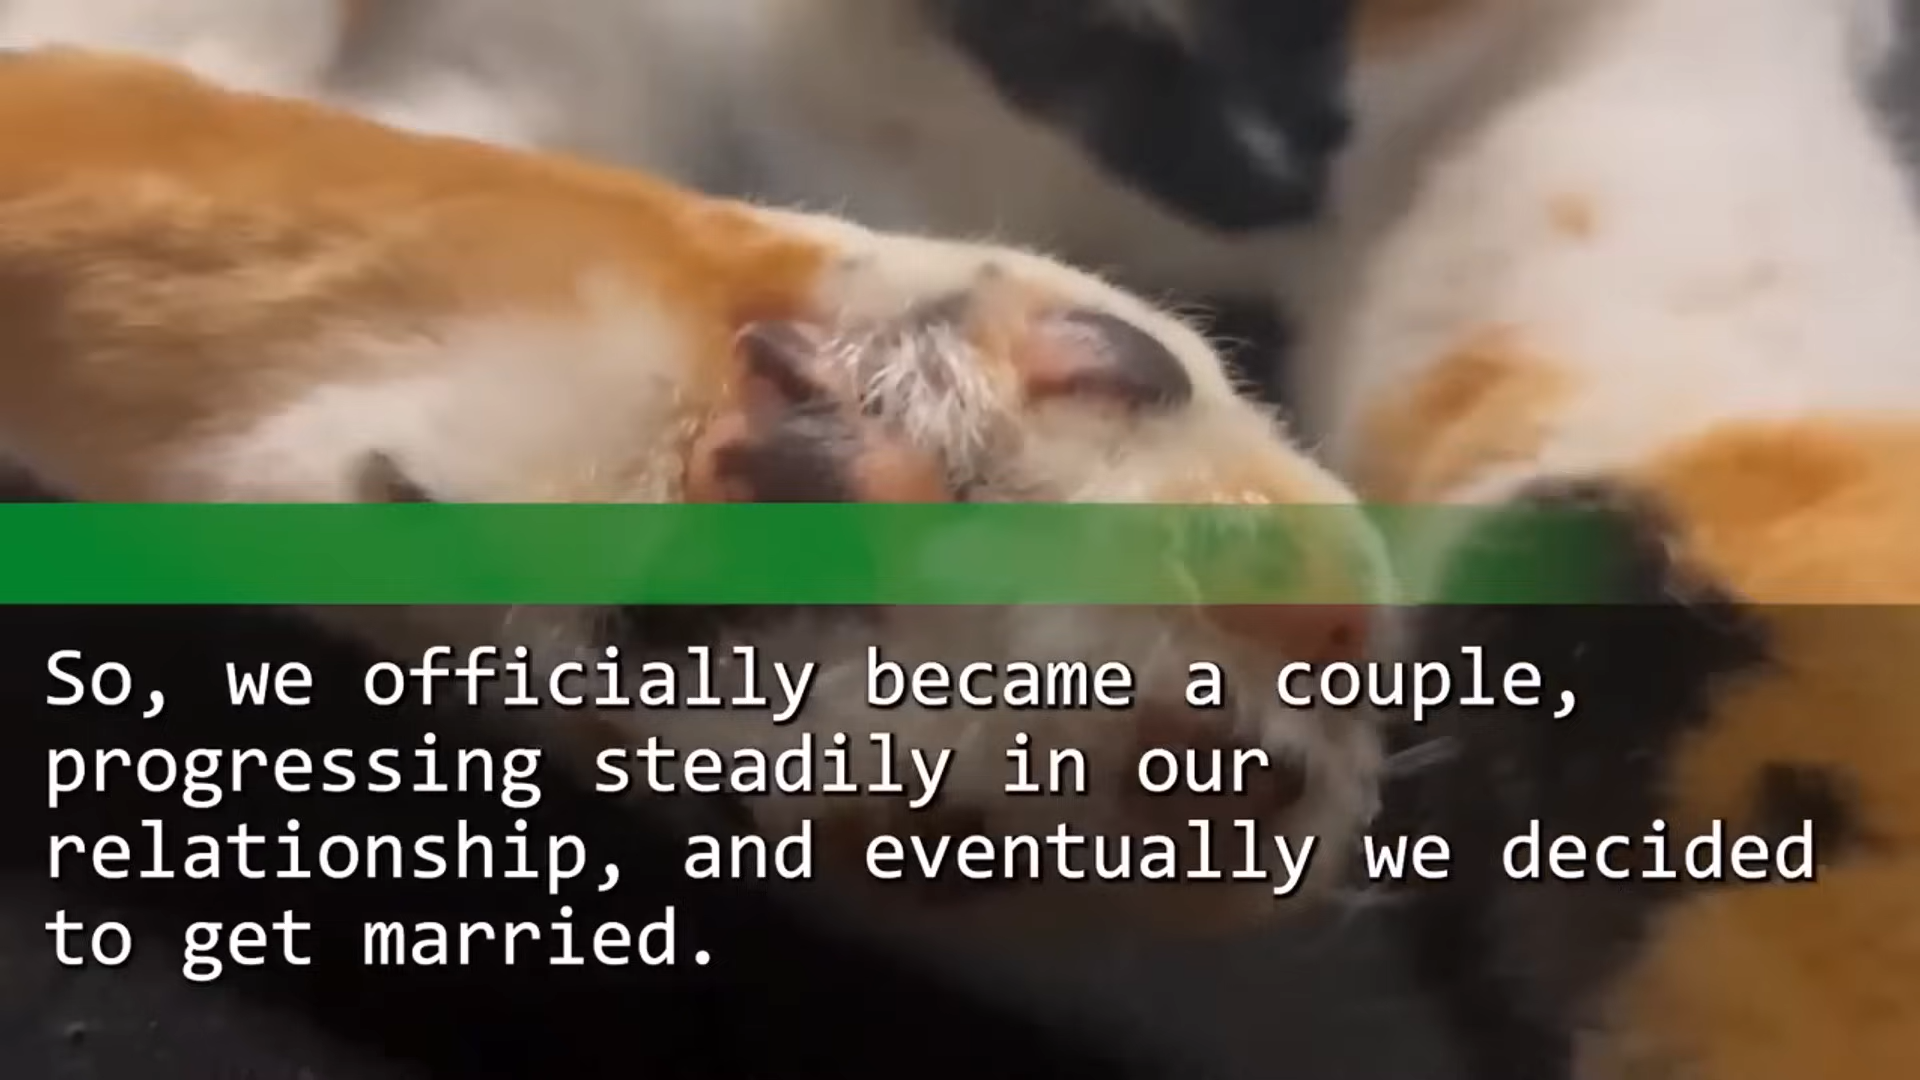 So, we officially became a couple,
progressing steadily in our
relationship, and eventually we decided
to get married.